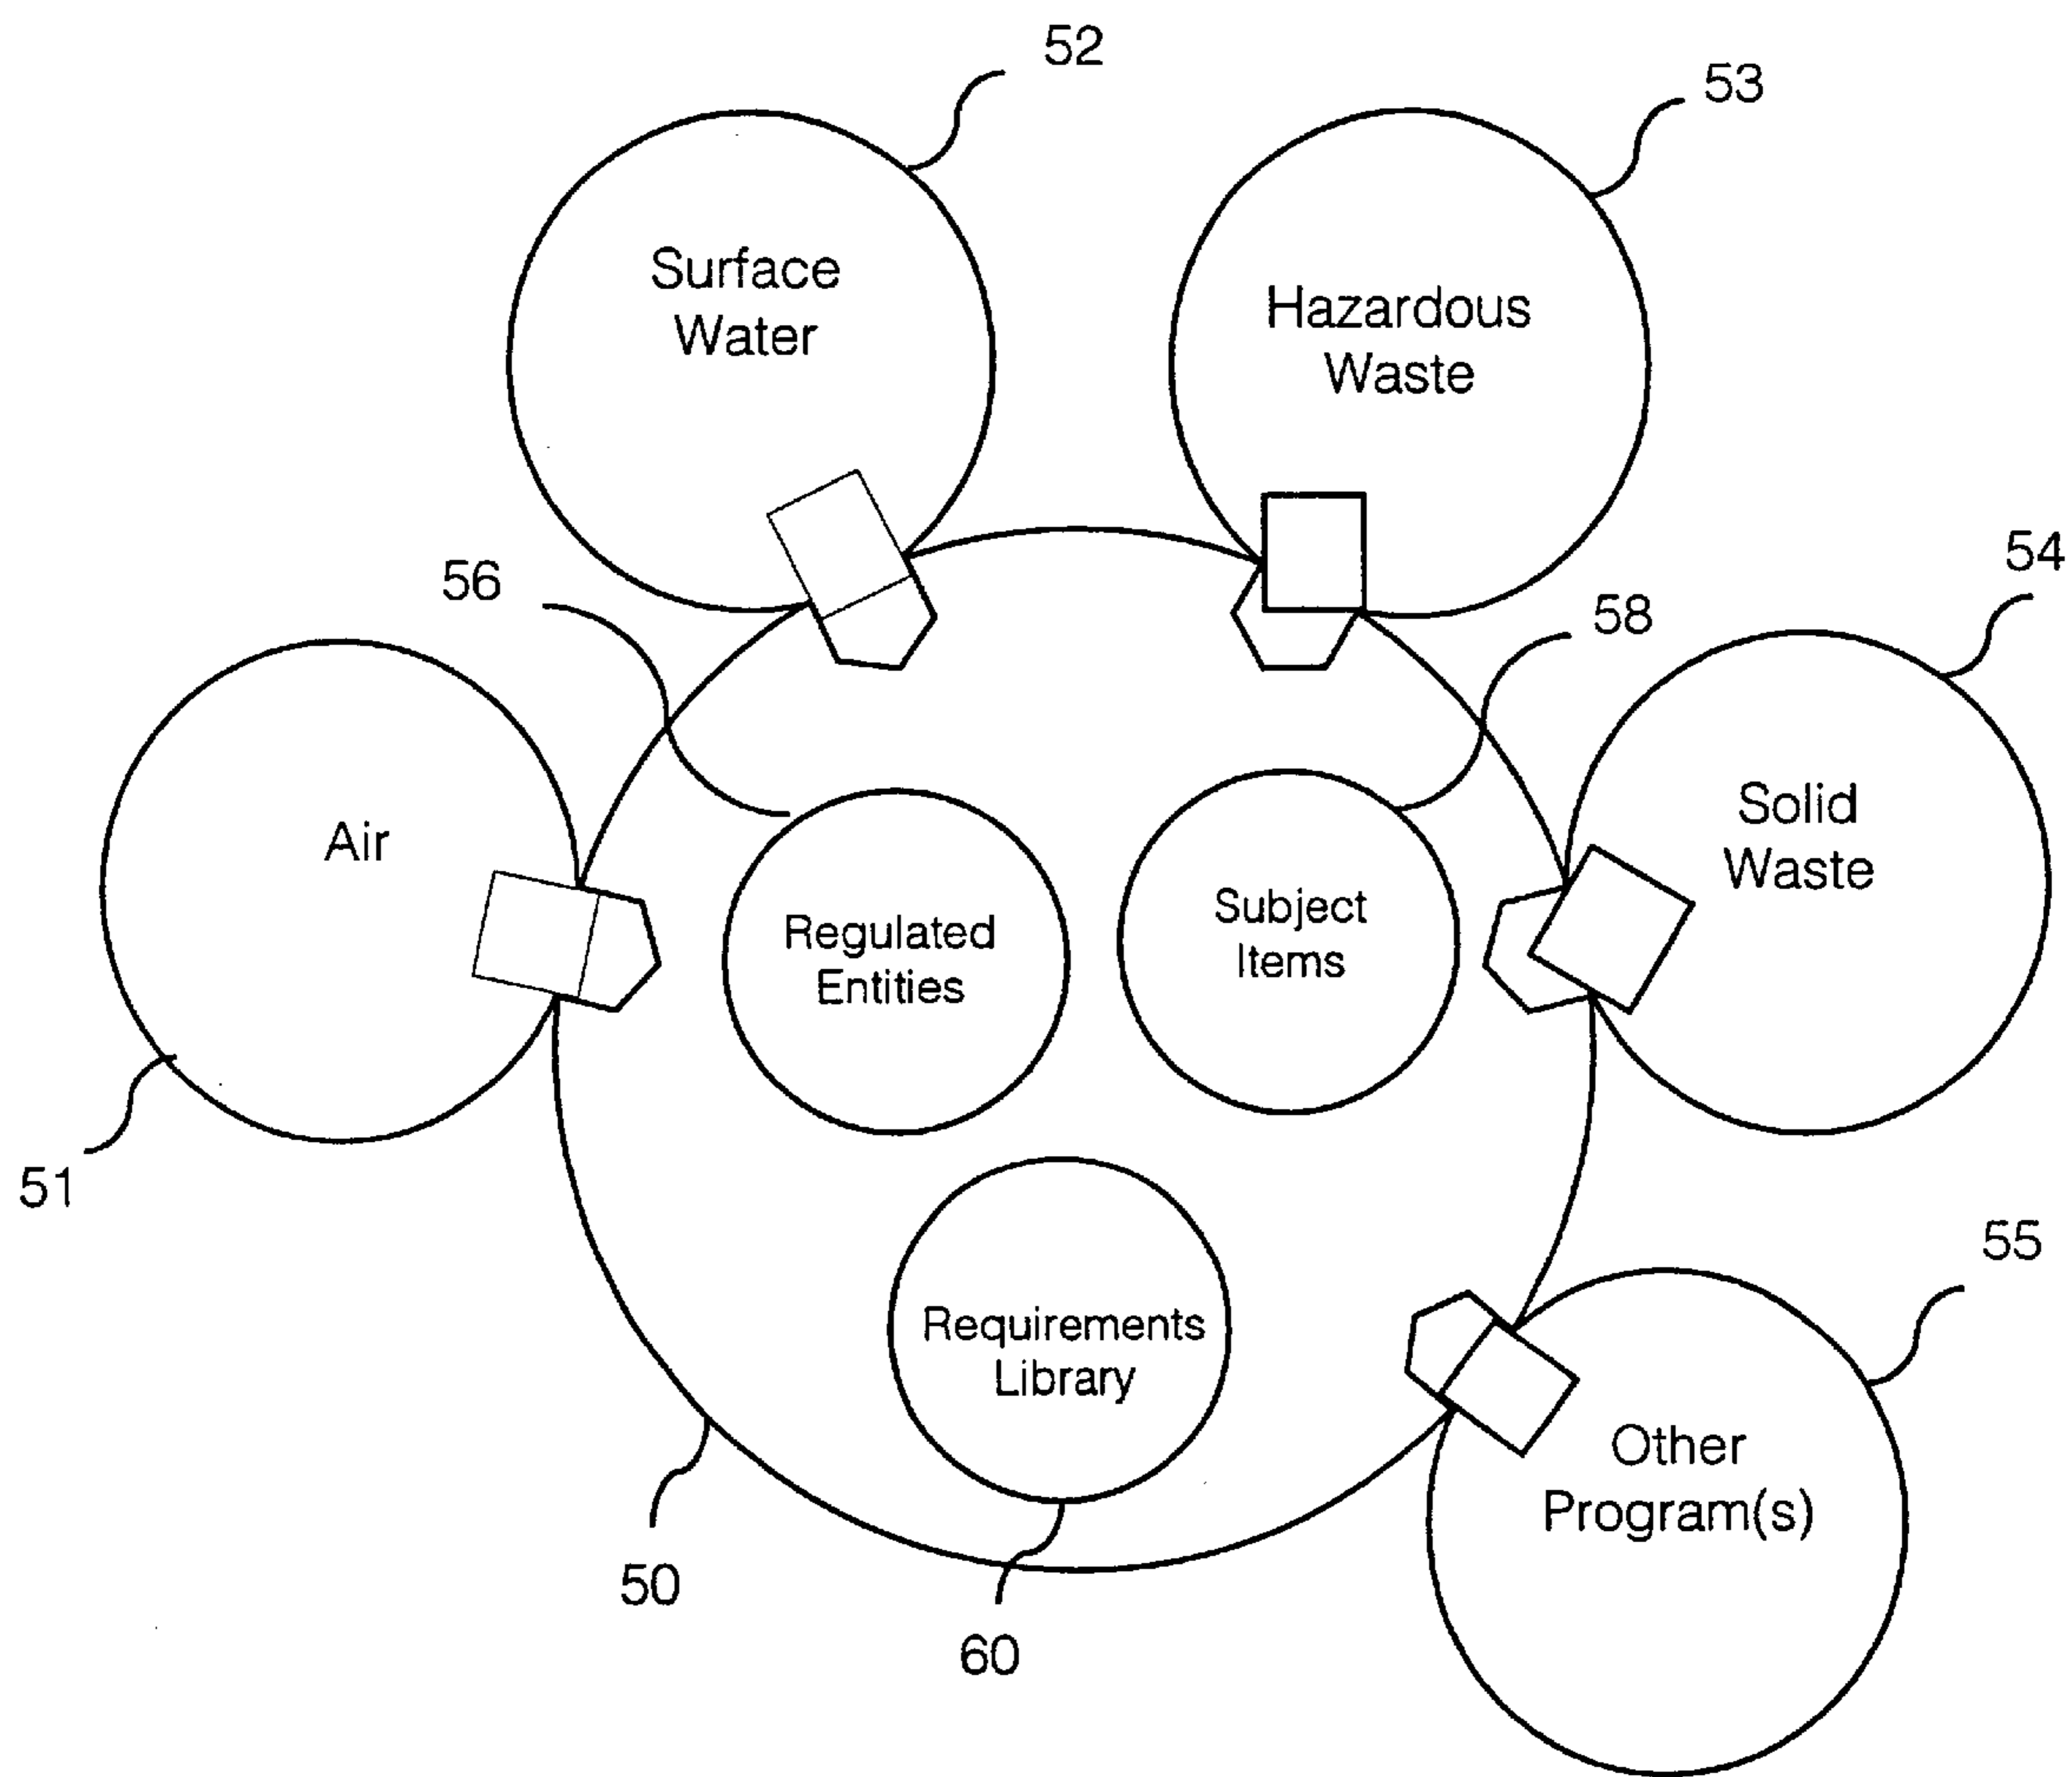 52
53
Surface
Water
Hazardous
Waste
54
56
58
Air
Solid
Waste
Regulated
Entities
Subject
Items
51
55
Requirements
Library
Other
Program(s)
50
60